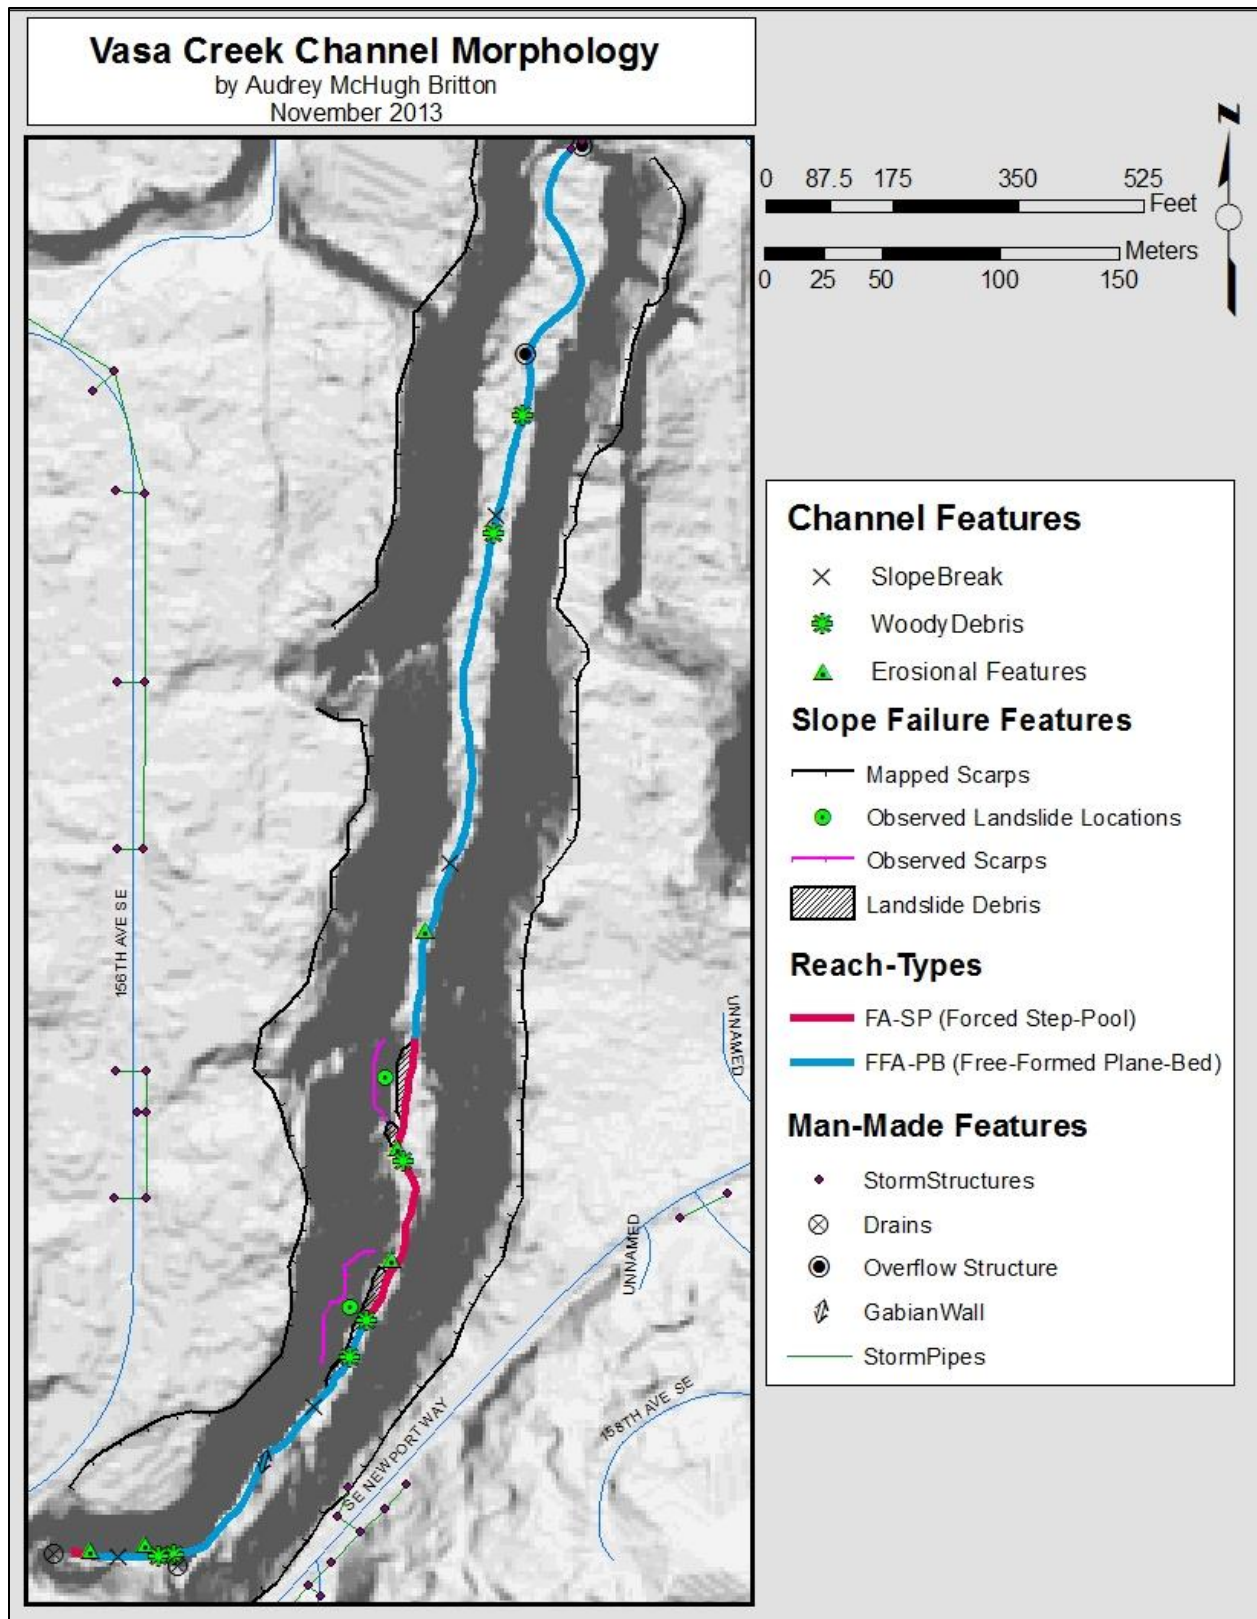 Vasa Creek Channel Morphology
by Audrey McHugh Britton
November 2013
N
0 87.5 175 350 525
Feet
Meters
0 25 50 100 150
Channel Features
SlopeBreak
WoodyDebris
Erosional Features
Slope Failure Features
Mapped Scarps
Observed Landslide Locations
Observed Scarps
Landslide Debris
Reach-Types
FA-SP (Forced Step-Pool)
FFA-PB (Free-Formed Plane-Bed)
Man-Made Features
StormStructures
Drains
Overflow Structure
GabianWall
StormPipes
156TH AVE SE
UNNAMED
UNNAMED
SE NEWPORT WAY
158TH AVE SE